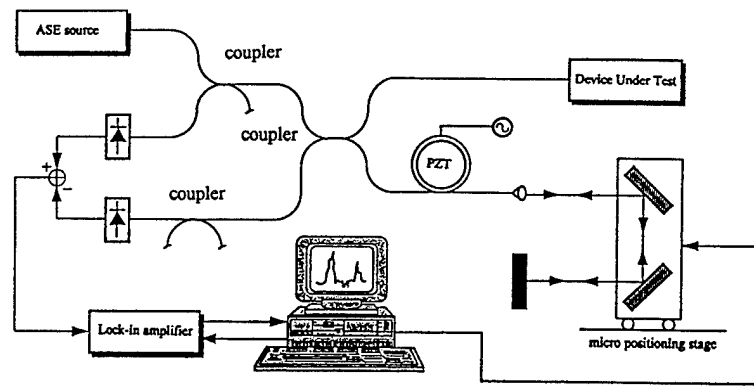 ASE source
coupler
Device Under Test
coupler
PZT
+
-
coupler
Lock-in amplifier
micro positioning stage